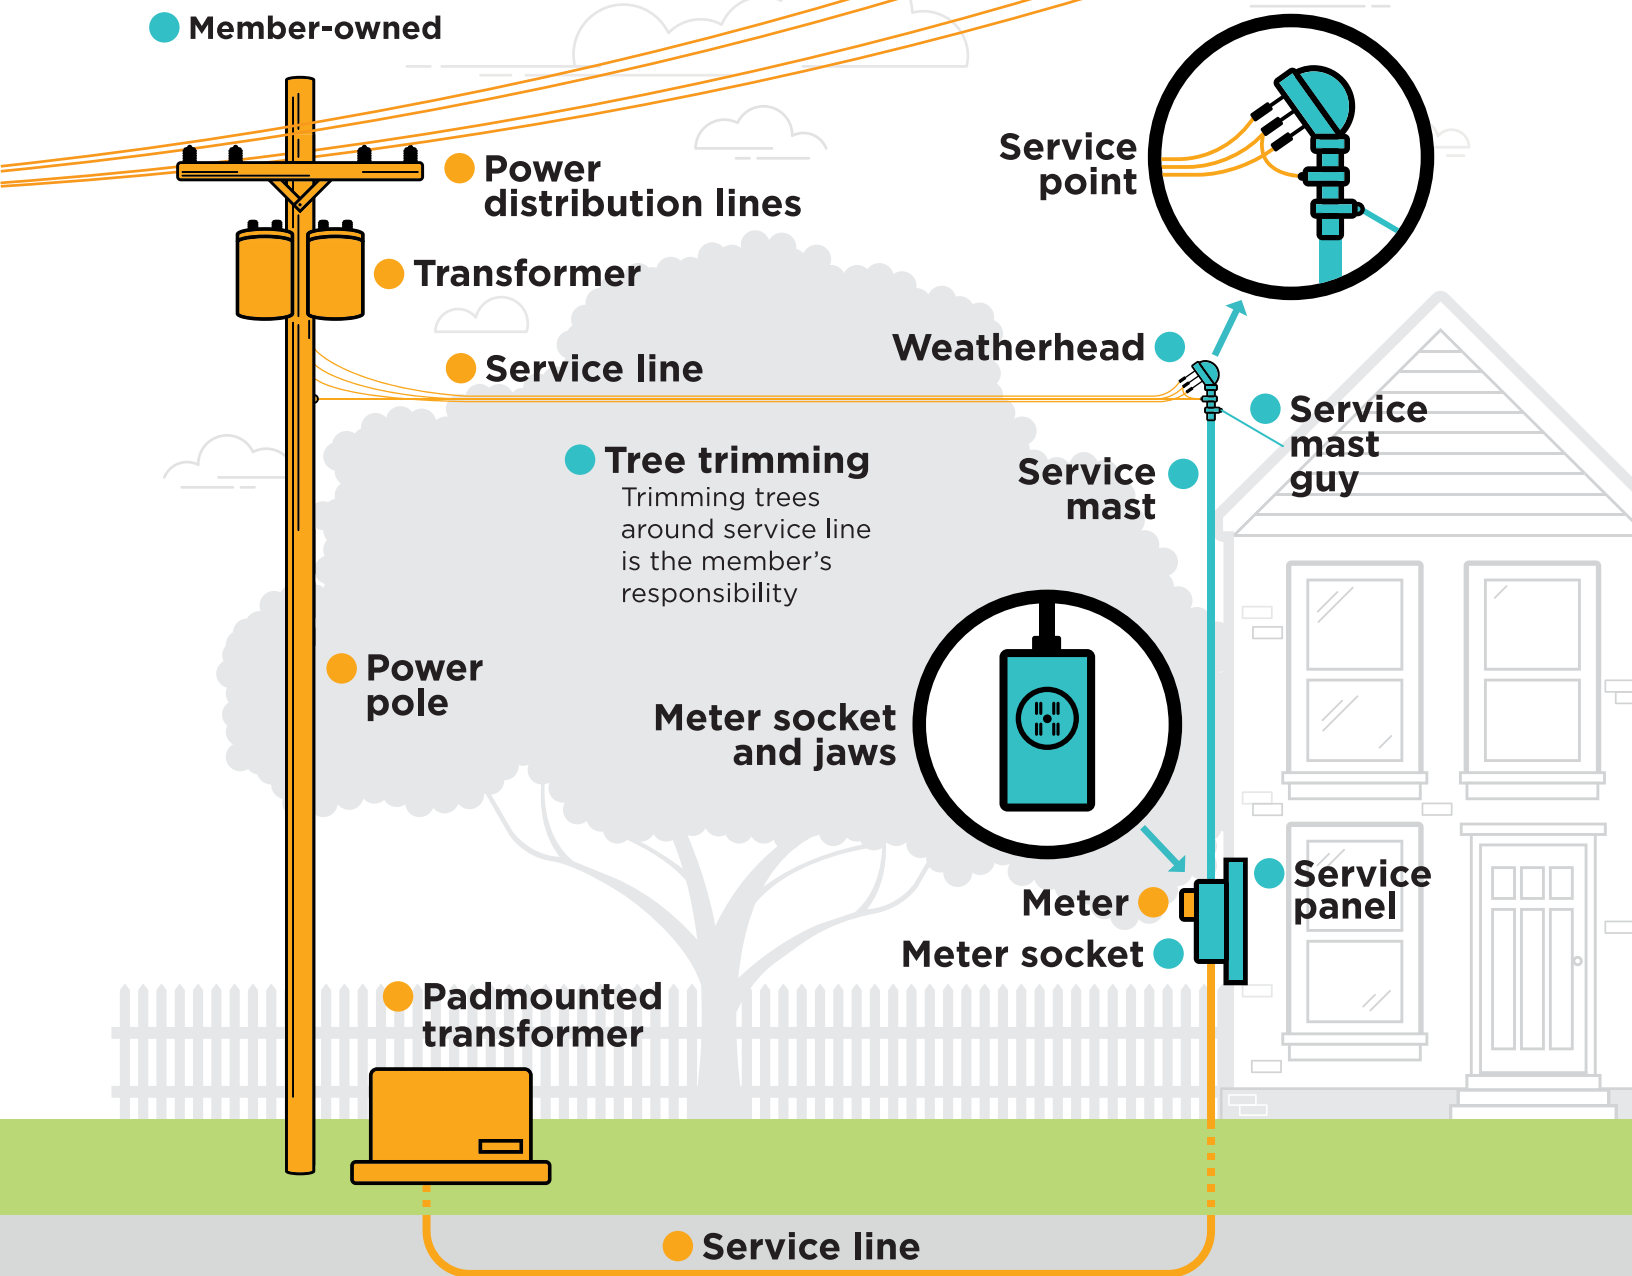 Member-owned
Power
distribution lines
Service
point
Transformer
Weatherhead
Service line
Service
mast
guy
Tree trimming
Trimming trees
around service line
is the member's
responsibility
Service
mast
Power
pole
Meter socket
and jaws
Service
panel
Meter
Meter socket
Padmounted
transformer
Service line